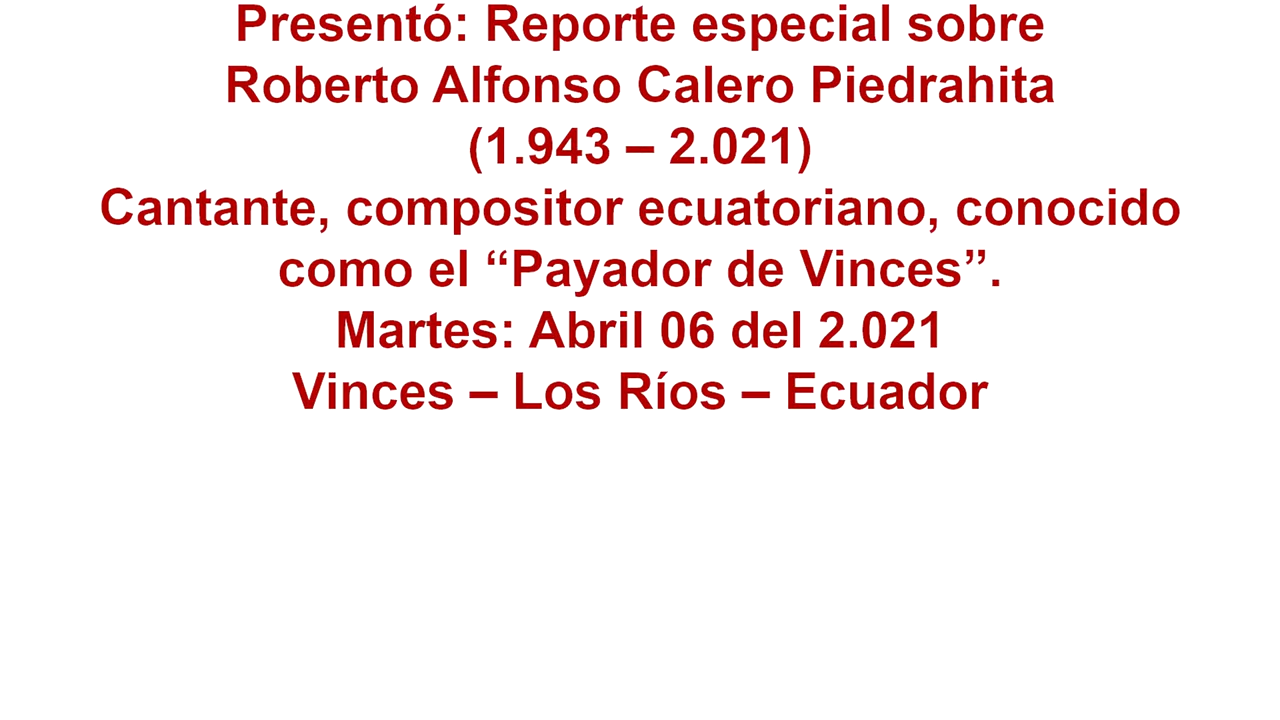 Presentó: Reporte especial sobre
Roberto Alfonso Calero Piedrahita
(1.943 – 2.021)
Cantante, compositor ecuatoriano, conocido
como el “Payador de Vinces”.
Martes: Abril 06 del 2.021
Vinces – Los Ríos – Ecuador